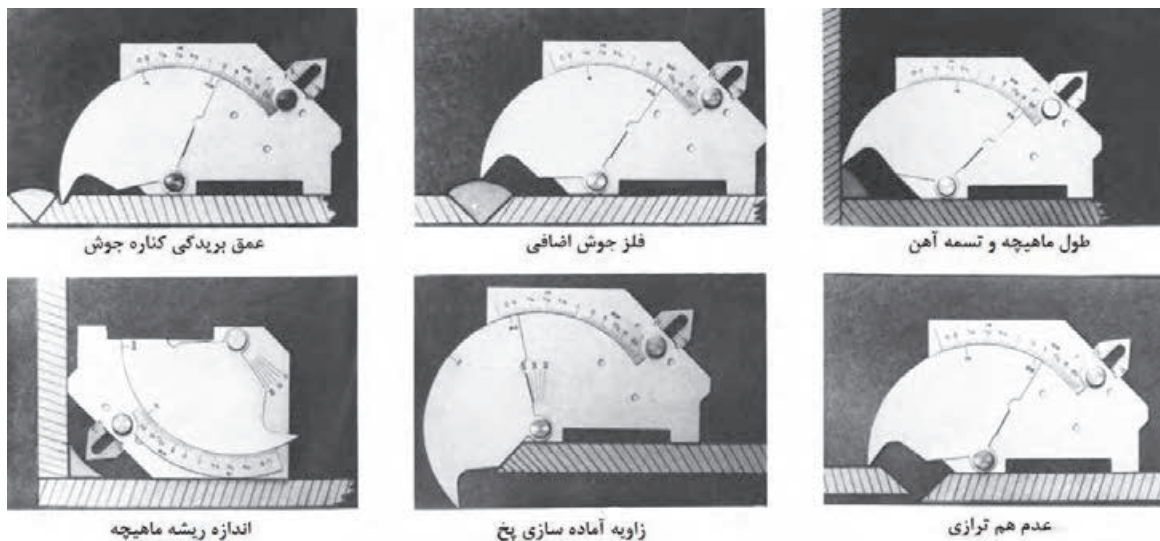 طول ماهیچه و تسمه آهن
فلز جوش اضافی
عمق بریدگی کناره جوش
عدم هم ترازی
زاویه آماده سازی پخ
اندازه ریشه ماهیچه